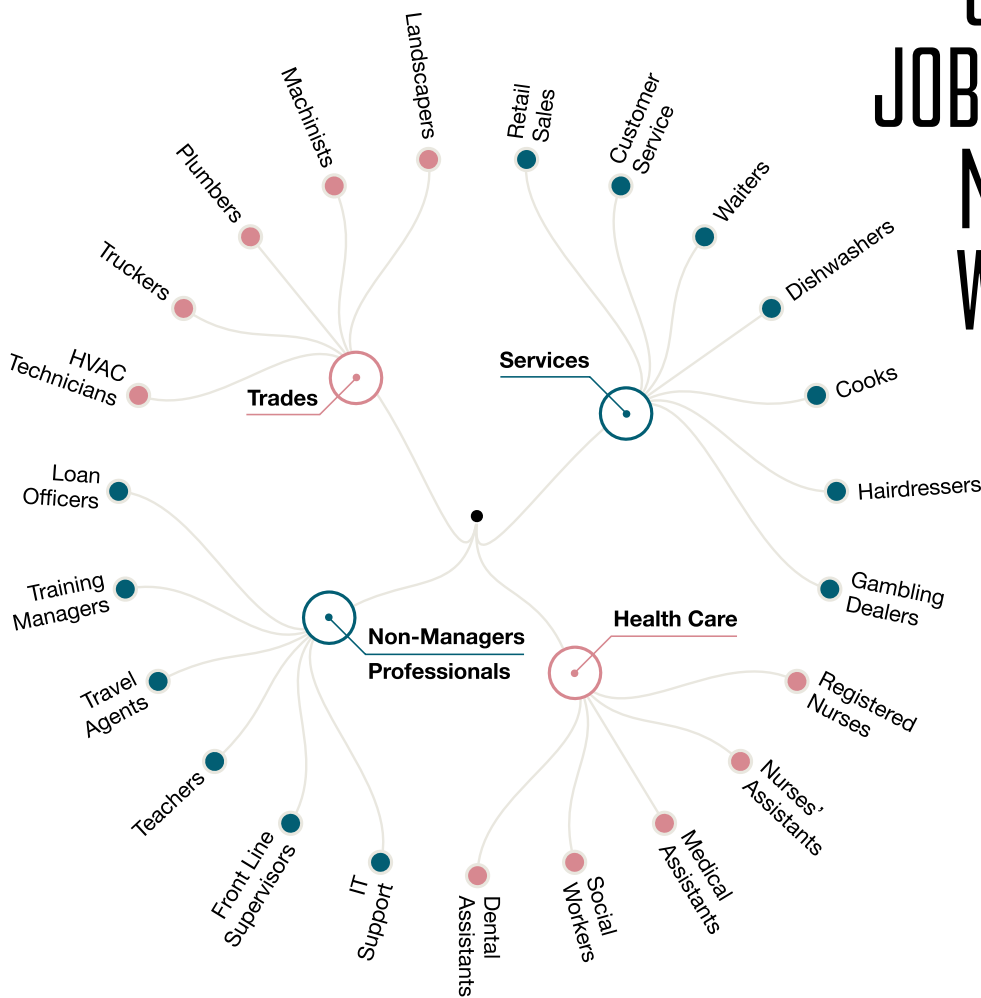 JOB
Landscapers
Machinists
Plumbers
Truckers
HVAC
Technicians
Trades
Retail
Sales
Customer
Service
Waiters
Dishwashers
Cooks
Hairdressers
Gambling
Dealers
Services
Loan
Officers
Training
Managers
Travel
Agents
Teachers
Front Line
Supervisors
IT
Support
Non-Managers
Professionals
Health Care
Registered
Nurses
Nurses’
Assistants
Medical
Assistants
Social
Workers
Dental
Assistants